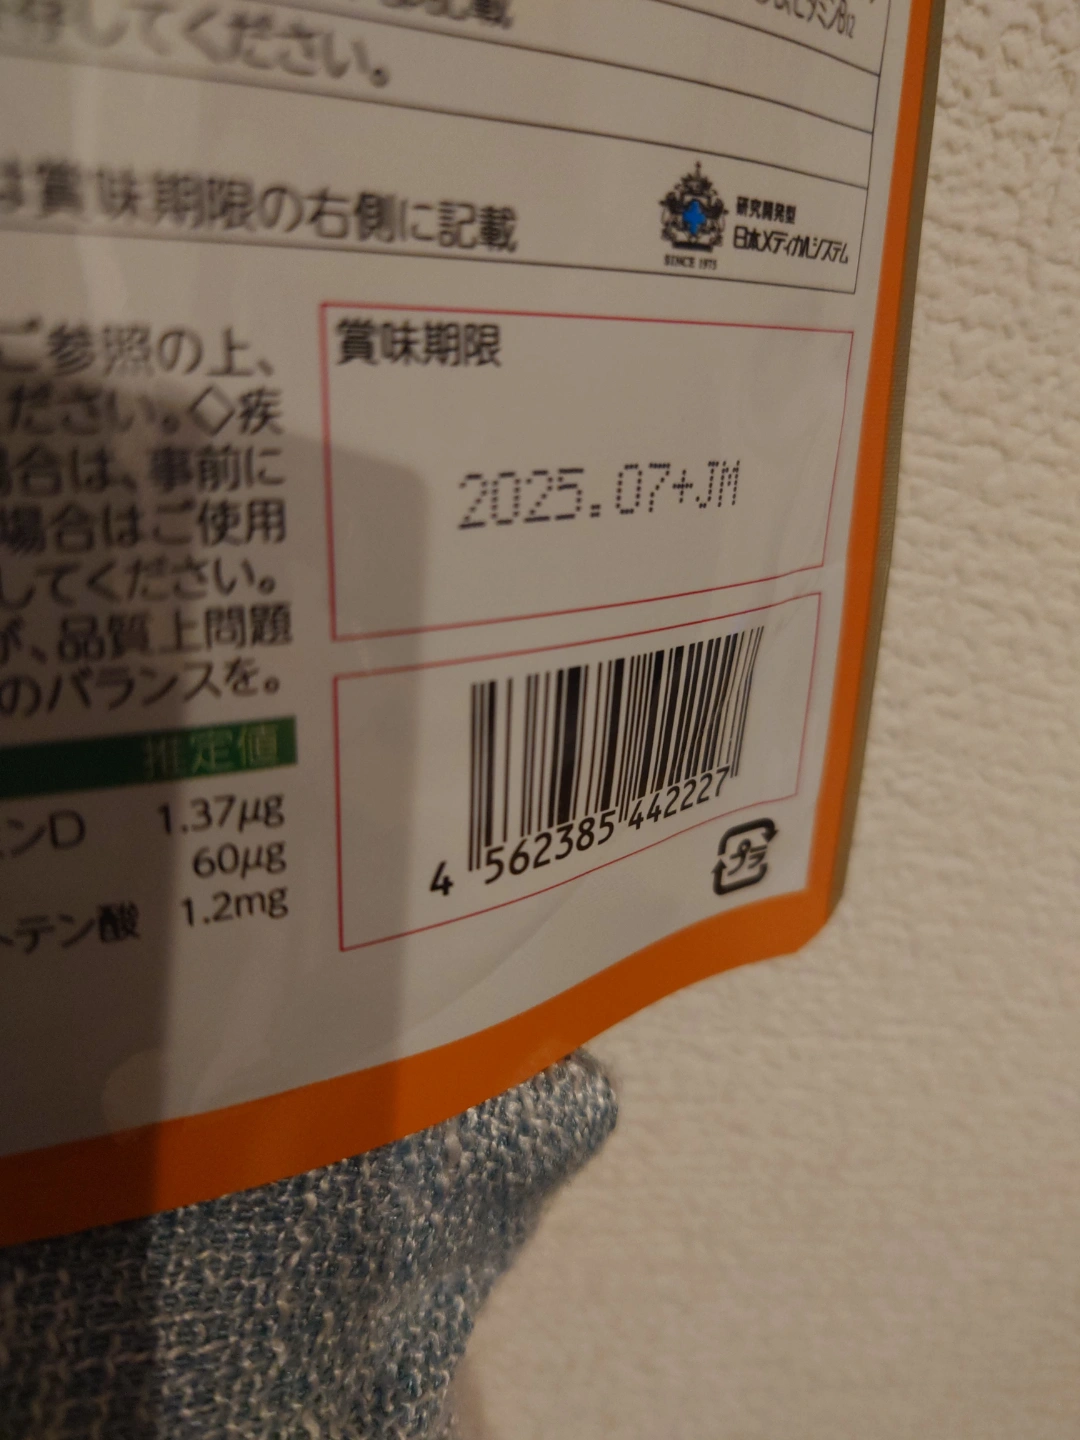 してください。
は賞味期限の右側に記載
研究開発型
日本メディカルシステム
SINCE 1975
ご参照の上、
ださい。◇疾
場合は、事前に
場合はご使用
してください。
が、品質上問題
のバランスを。
推定値
ンD 1.37μg
60μg
テン酸 1.2mg
賞味期限
2025.07+JM
4 562385 442227
プラ